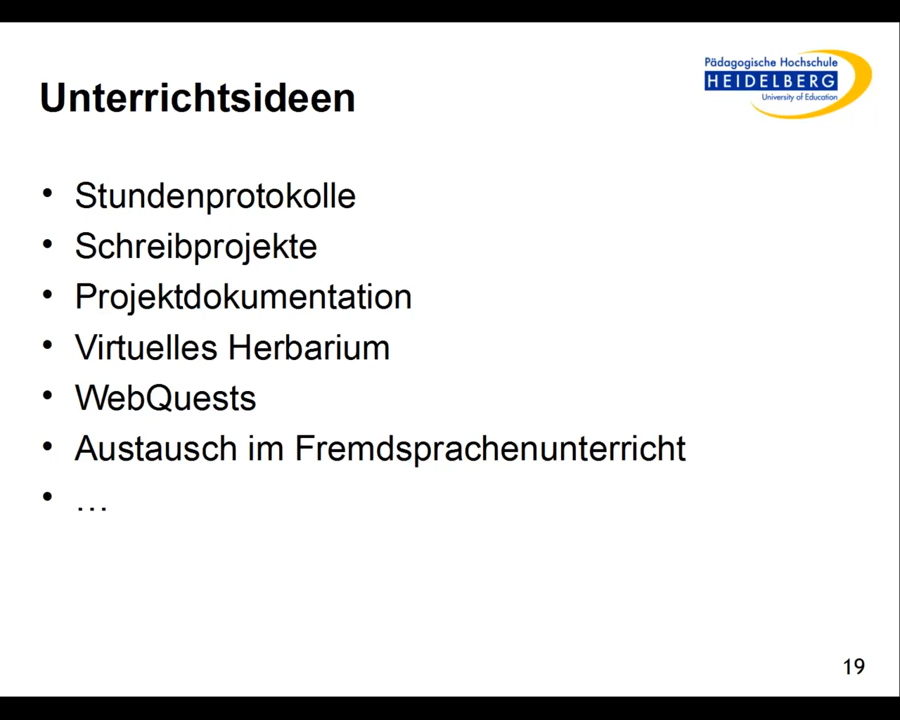 Pädagogische Hochschule
HEIDELBERG
University of Education
Unterrichtsideen
• Stundenprotokolle
• Schreibprojekte
• Projektdokumentation
• Virtuelles Herbarium
• WebQuests
• Austausch im Fremdsprachenunterricht
• …
19